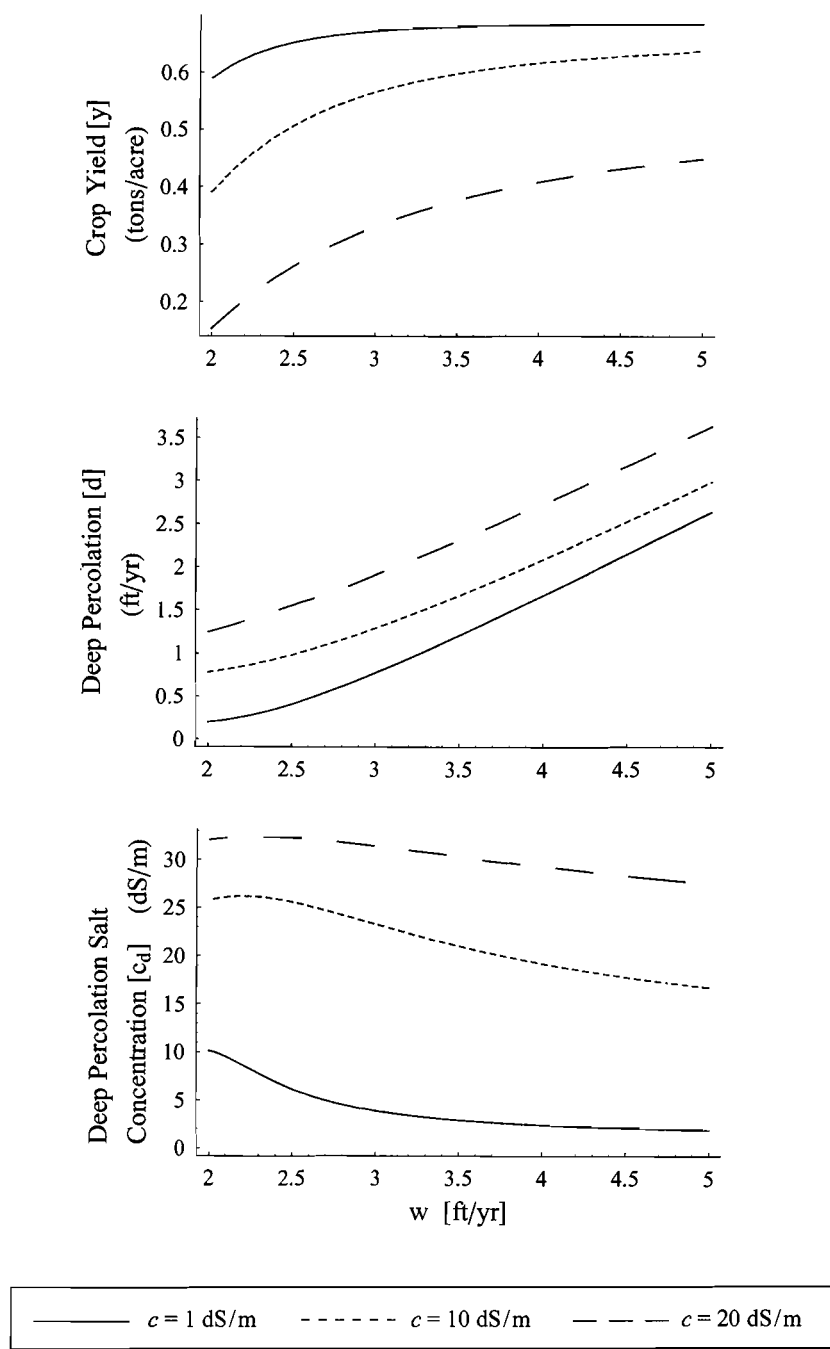 Crop Yield [y]
(tons/acre)
0.6
0.5
0.4
0.3
0.2
2 2.5 3 3.5 4 4.5 5
Deep Percolation [d]
(ft/yr)
3.5
3
2.5
2
1.5
1
0.5
0
2 2.5 3 3.5 4 4.5 5
Deep Percolation Salt
Concentration [cd] (dS/m)
30
25
20
15
10
5
0
2 2.5 3 3.5 4 4.5 5
w [ft/yr]
c = 1 dS/m c = 10 dS/m c = 20 dS/m